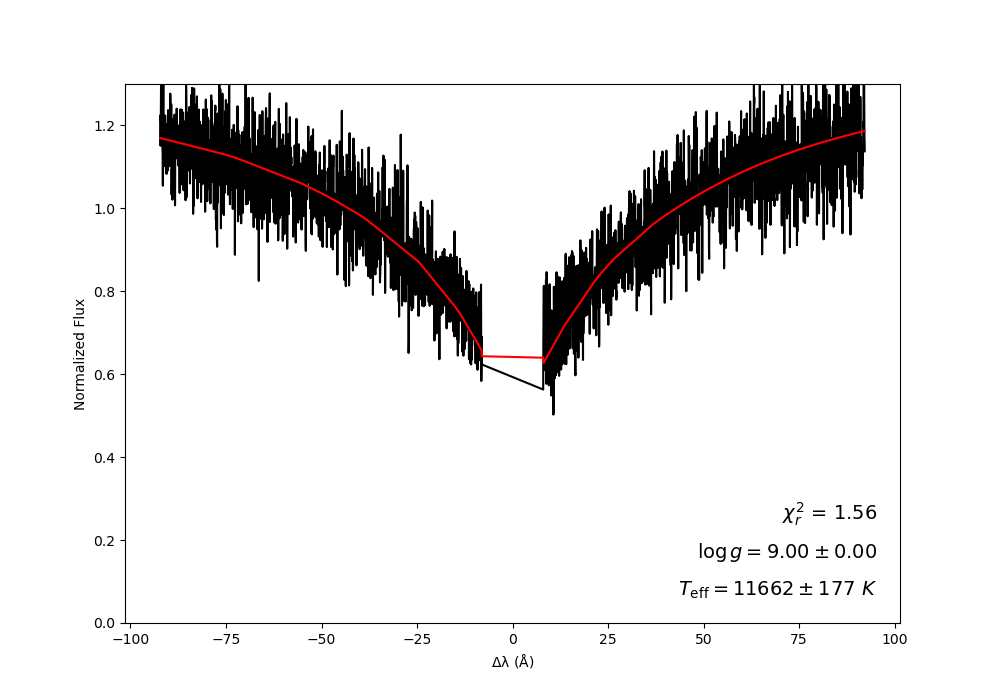 Normalized Flux
1.2
1.0
0.8
0.6
0.4
0.2
0.0
χ²ᵣ = 1.56
log g = 9.00 ± 0.00
T_eff = 11662 ± 177 K
−100 −75 −50 −25 0 25 50 75 100
Δλ (Å)